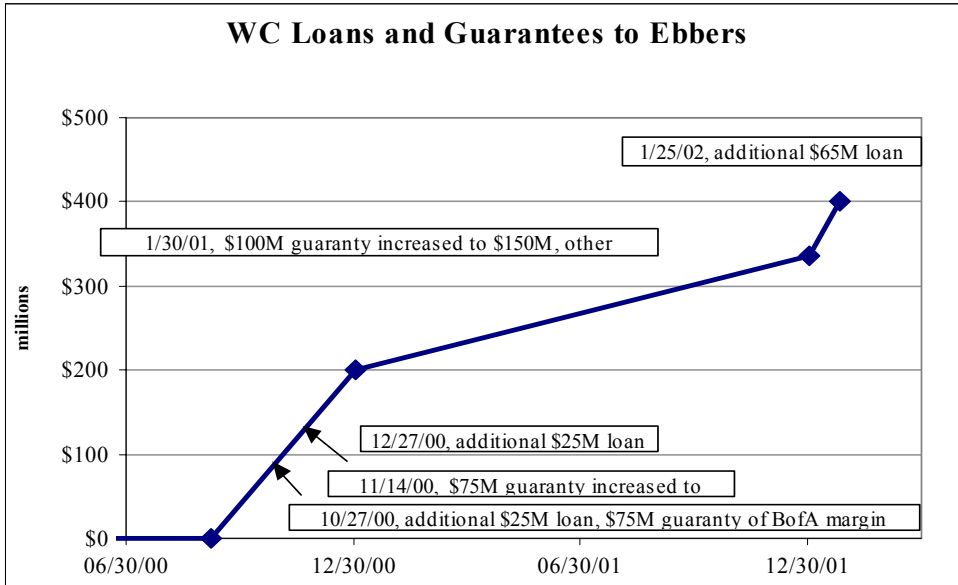 WC Loans and Guarantees to Ebbers
$500
1/25/02, additional $65M loan
$400
1/30/01, $100M guaranty increased to $150M, other
$300
millions
$200
12/27/00, additional $25M loan
$100
11/14/00, $75M guaranty increased to
10/27/00, additional $25M loan, $75M guaranty of BofA margin
$0
06/30/00 12/30/00 06/30/01 12/30/01